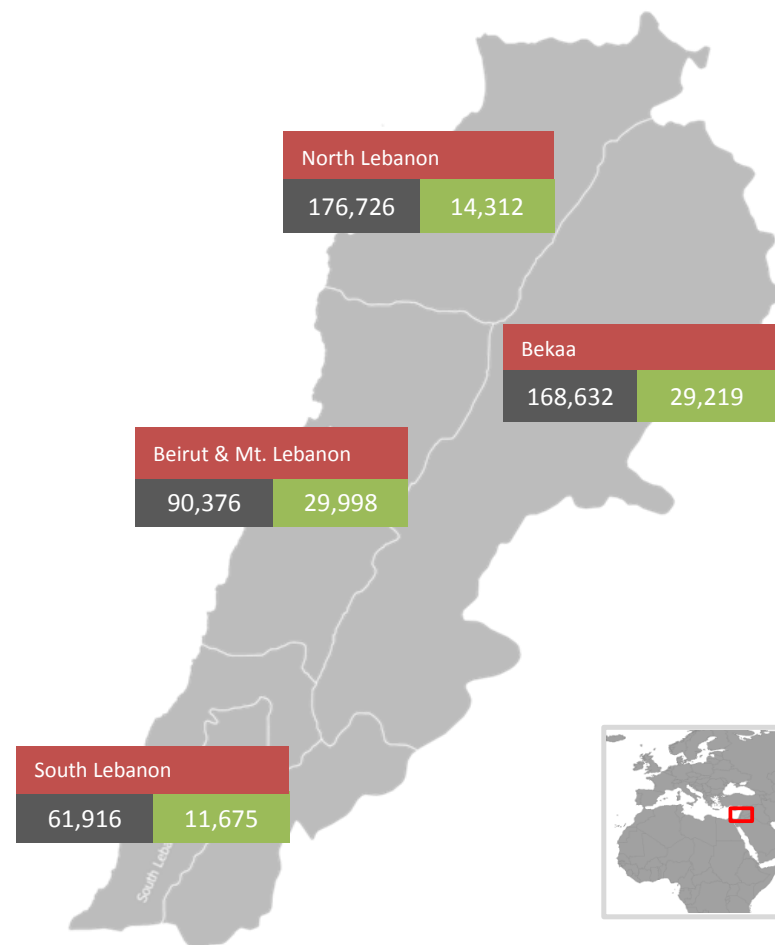 North Lebanon
176,726 14,312
Bekaa
168,632 29,219
Beirut & Mt. Lebanon
90,376 29,998
South Lebanon
61,916 11,675
South